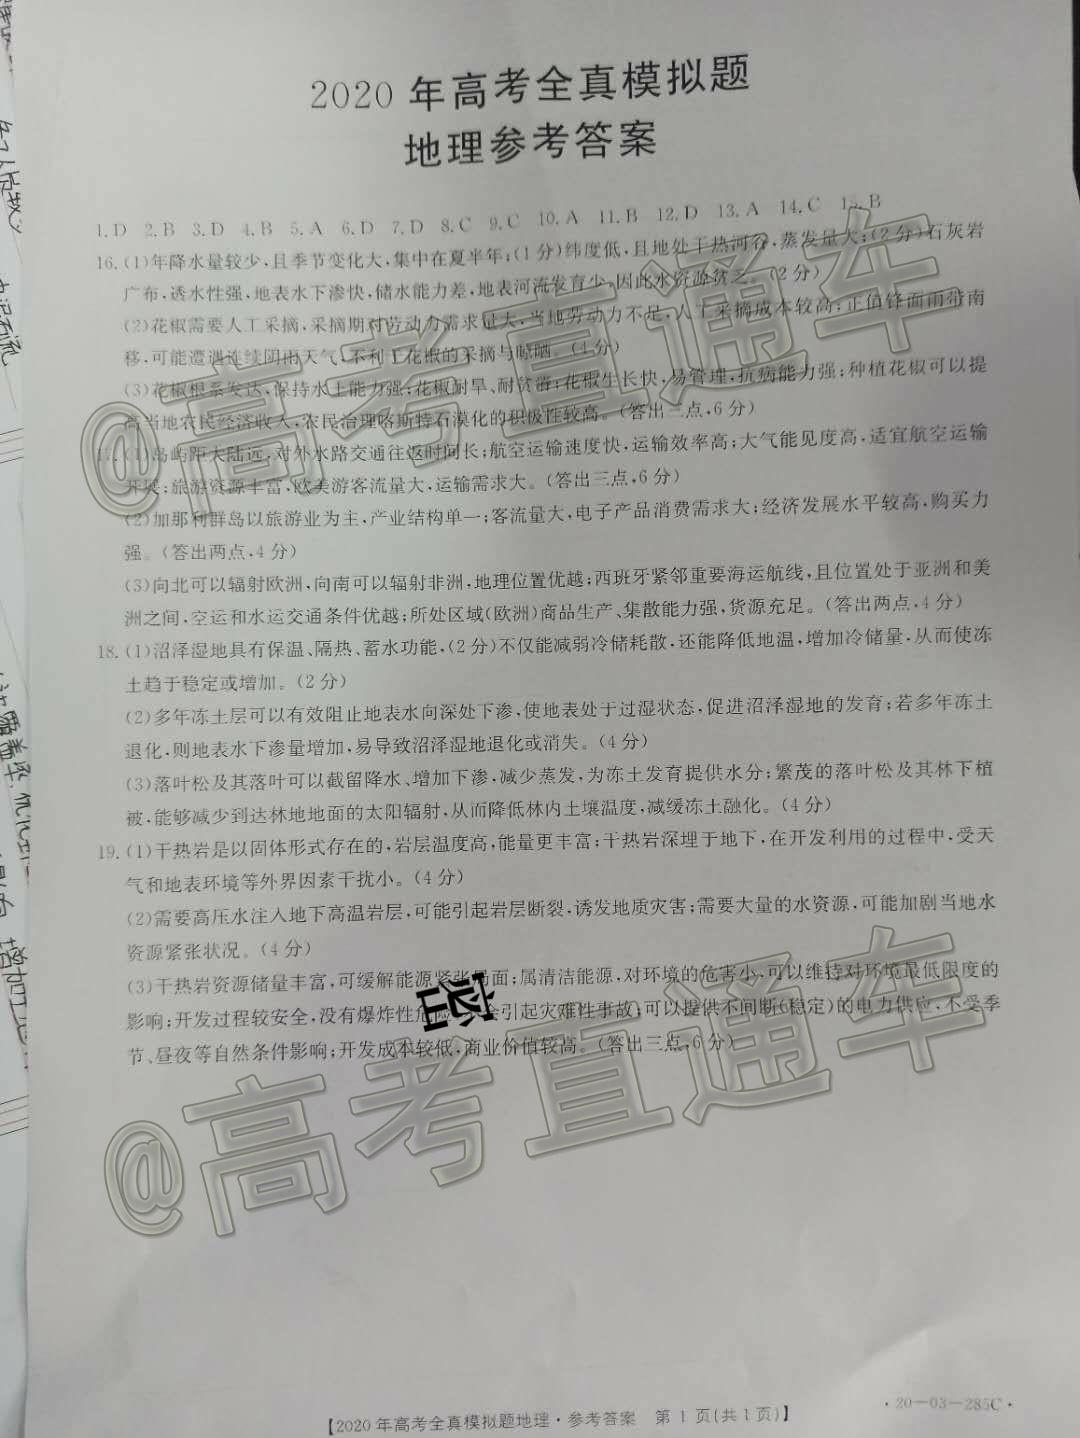 2020 年高考全真模拟题
地理参考答案
1.D 2.B 3.D 4.B 5.A 6.D 7.D 8.C 9.C 10.A 11.B 12.D 13.A 14.C 15.B
16.(1)年降水量较少,且季节变化大,集中在夏半年;(1分)纬度低,且地处干热河谷,蒸发量大;(2分)石灰岩
广布,透水性强,地表水下渗快,储水能力差,地表河流发育少,因此水资源贫乏。(2分)
(2)花椒需要人工采摘,采摘期对劳动力需求量大,当地劳动力不足,人工采摘成本较高;正值锋面雨带南
移,可能遭遇连续阴雨天气,不利于花椒的采摘与晾晒。(4分)
(3)花椒根系发达,保持水土能力强;花椒耐旱、耐贫瘠;花椒生长快,易管理,抗病能力强;种植花椒可以提
高当地农民经济收入,农民治理喀斯特石漠化的积极性较高。(答出三点,6分)
17.(1)岛屿距大陆远,对外水路交通往返时间长;航空运输速度快,运输效率高;大气能见度高,适宜航空运输
开展;旅游资源丰富,欧美游客流量大,运输需求大。(答出三点,6分)
(2)加那利群岛以旅游业为主,产业结构单一;客流量大,电子产品消费需求大;经济发展水平较高,购买力
强。(答出两点,4分)
(3)向北可以辐射欧洲,向南可以辐射非洲,地理位置优越;西班牙紧邻重要海运航线,且位置处于亚洲和美
洲之间,空运和水运交通条件优越;所处区域(欧洲)商品生产、集散能力强,货源充足。(答出两点,4分)
18.(1)沼泽湿地具有保温、隔热、蓄水功能,(2分)不仅能减弱冷储耗散,还能降低地温,增加冷储量,从而使冻
土趋于稳定或增加。(2分)
(2)多年冻土层可以有效阻止地表水向深处下渗,使地表处于过湿状态,促进沼泽湿地的发育;若多年冻土
退化,则地表水下渗量增加,易导致沼泽湿地退化或消失。(4分)
(3)落叶松及其落叶可以截留降水、增加下渗,减少蒸发,为冻土发育提供水分;繁茂的落叶松及其林下植
被,能够减少到达林地地面的太阳辐射,从而降低林内土壤温度,减缓冻土融化。(4分)
19.(1)干热岩是以固体形式存在的,岩层温度高,能量更丰富;干热岩深埋于地下,在开发利用的过程中,受天
气和地表环境等外界因素干扰小。(4分)
(2)需要高压水注入地下高温岩层,可能引起岩层断裂,诱发地质灾害;需要大量的水资源,可能加剧当地水
资源紧张状况。(4分)
(3)干热岩资源储量丰富,可缓解能源紧张局面;属清洁能源,对环境的危害小,可以维持对环境最低限度的
影响;开发过程较安全,没有爆炸性危险,不会引起灾难性事故;可以提供不间断(稳定)的电力供应,不受季
节、昼夜等自然条件影响;开发成本较低,商业价值较高。(答出三点,6分)
@高考直通车
@高考直通车
【2020 年高考全真模拟题地理·参考答案 第 1 页(共 1 页)】
·20-03-285C·